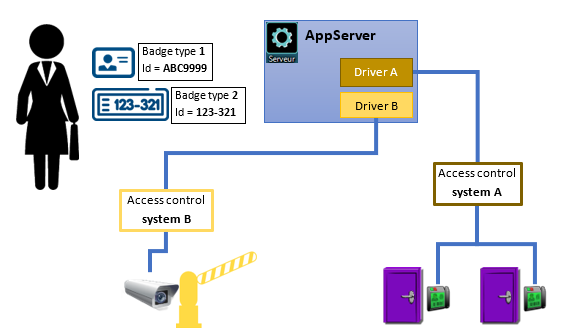 Badge type 1
Id = ABC9999
123-321
Badge type 2
Id = 123-321
AppServer
Serveur
Driver A
Driver B
Access control
system B
Access control
system A